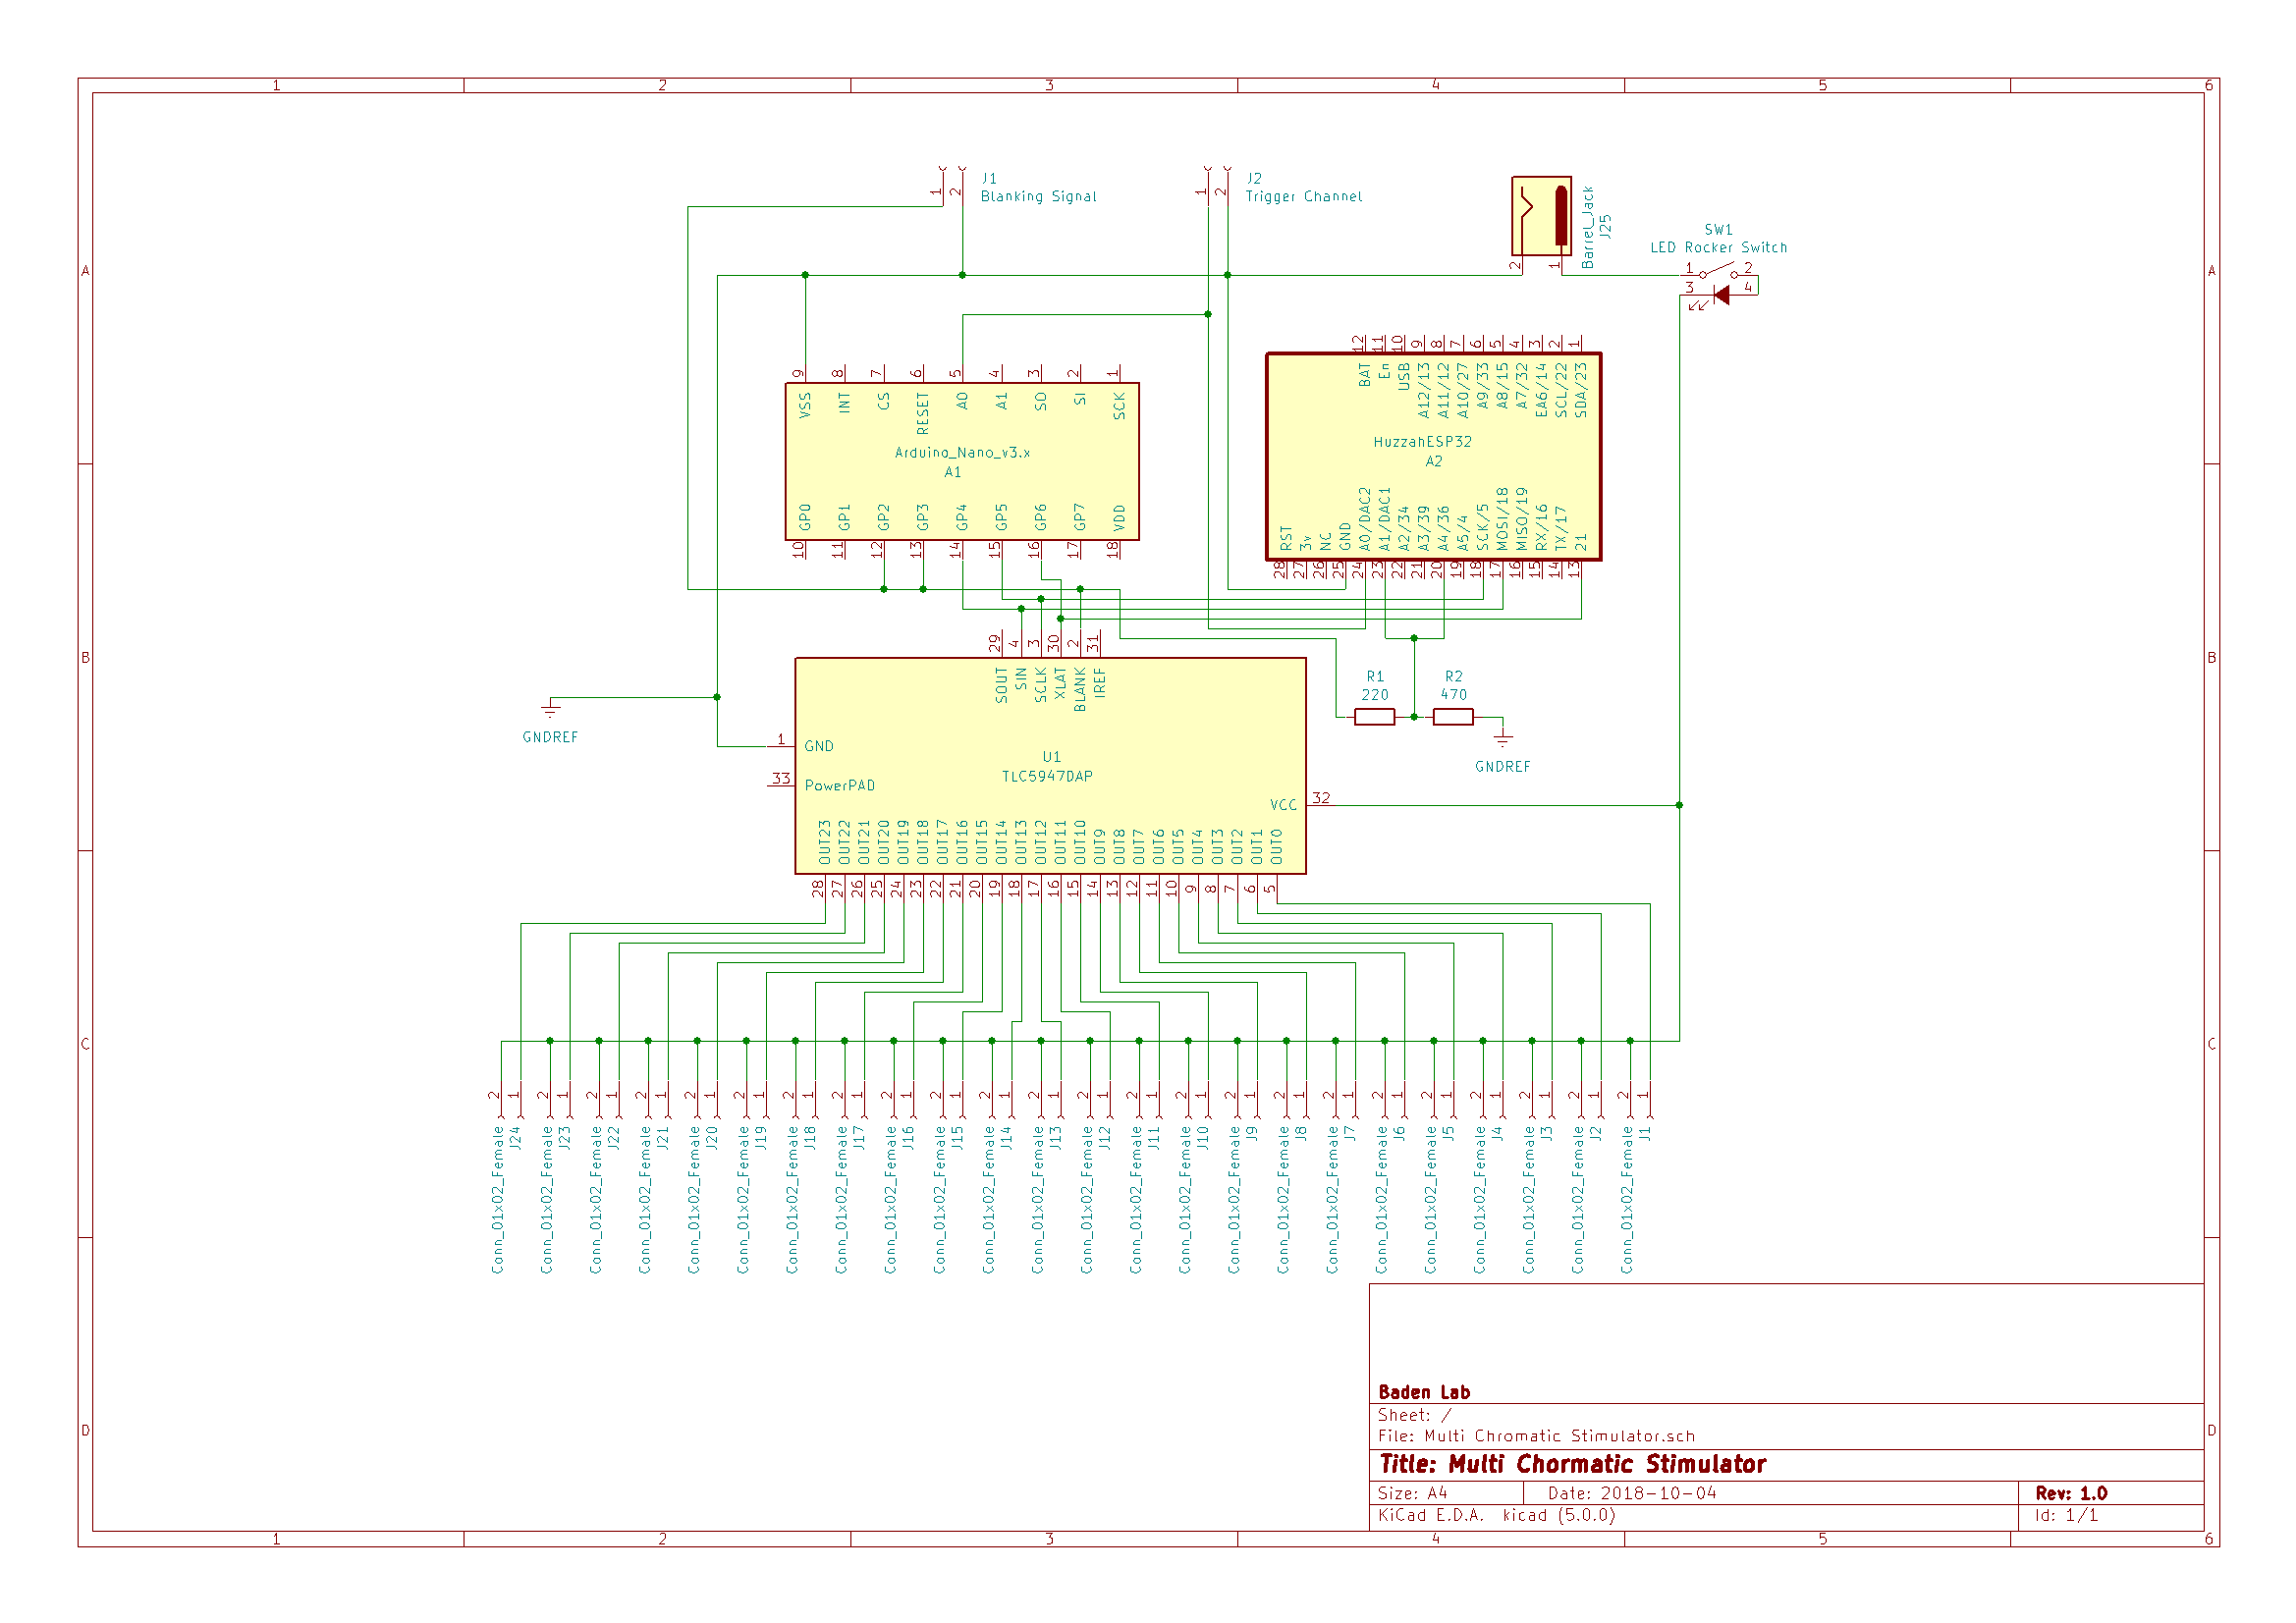 1 2 3 4 5 6
A
B
C
D
A
B
C
D
1 2
J1
Blanking Signal
1 2
J2
Trigger Channel
Barrel_Jack
J25
2 1
SW1
LED Rocker Switch
1 2
3 4
9 8 7 6 5 4 3 2 1
VSS INT CS RESET A0 A1 SO SI SCK
Arduino_Nano_v3.x
A1
GP0 GP1 GP2 GP3 GP4 GP5 GP6 GP7 VDD
10 11 12 13 14 15 16 17 18
12 11 10 9 8 7 6 5 4 3 2 1
BAT En USB A12/13 A11/12 A10/27 A9/33 A8/15 A7/32 EA6/14 SCL/22 SDA/23
HuzzahESP32
A2
RST 3v NC GND A0/DAC2 A1/DAC1 A2/34 A3/39 A4/36 A5/4 SCK/5 MOSI/18 MISO/19 RX/16 TX/17 21
28 27 26 25 24 23 22 21 20 19 18 17 16 15 14 13
29 4 3 30 2 31
SOUT SIN SCLK XLAT BLANK IREF
R1
220
R2
470
GNDREF
GNDREF
1 GND
U1
TLC5947DAP
33 PowerPAD
VCC 32
OUT23 OUT22 OUT21 OUT20 OUT19 OUT18 OUT17 OUT16 OUT15 OUT14 OUT13 OUT12 OUT11 OUT10 OUT9 OUT8 OUT7 OUT6 OUT5 OUT4 OUT3 OUT2 OUT1 OUT0
28 27 26 25 24 23 22 21 20 19 18 17 16 15 14 13 12 11 10 9 8 7 6 5
2 1 2 1 2 1 2 1 2 1 2 1 2 1 2 1 2 1 2 1 2 1 2 1 2 1 2 1 2 1 2 1 2 1 2 1 2 1 2 1 2 1 2 1 2 1 2 1
Conn_01x02_Female
J24
Conn_01x02_Female
J23
Conn_01x02_Female
J22
Conn_01x02_Female
J21
Conn_01x02_Female
J20
Conn_01x02_Female
J19
Conn_01x02_Female
J18
Conn_01x02_Female
J17
Conn_01x02_Female
J16
Conn_01x02_Female
J15
Conn_01x02_Female
J14
Conn_01x02_Female
J13
Conn_01x02_Female
J12
Conn_01x02_Female
J11
Conn_01x02_Female
J10
Conn_01x02_Female
J9
Conn_01x02_Female
J8
Conn_01x02_Female
J7
Conn_01x02_Female
J6
Conn_01x02_Female
J5
Conn_01x02_Female
J4
Conn_01x02_Female
J3
Conn_01x02_Female
J2
Conn_01x02_Female
J1
Baden Lab
Sheet: /
File: Multi Chromatic Stimulator.sch
Title: Multi Chormatic Stimulator
Size: A4 Date: 2018-10-04 Rev: 1.0
KiCad E.D.A. kicad (5.0.0) Id: 1/1
1 2 3 4 5 6